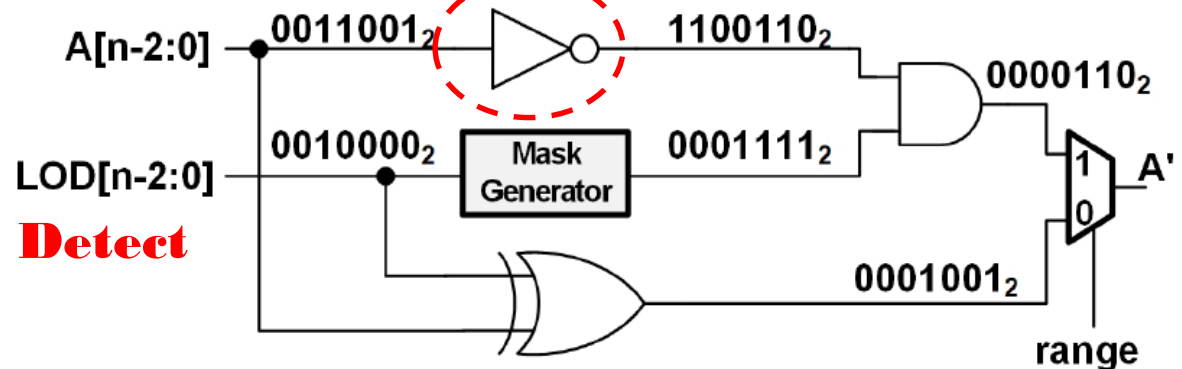 A[n-2:0]
0011001₂
1100110₂
0000110₂
LOD[n-2:0]
0010000₂
Mask
Generator
0001111₂
1
0
A'
Detect
0001001₂
range